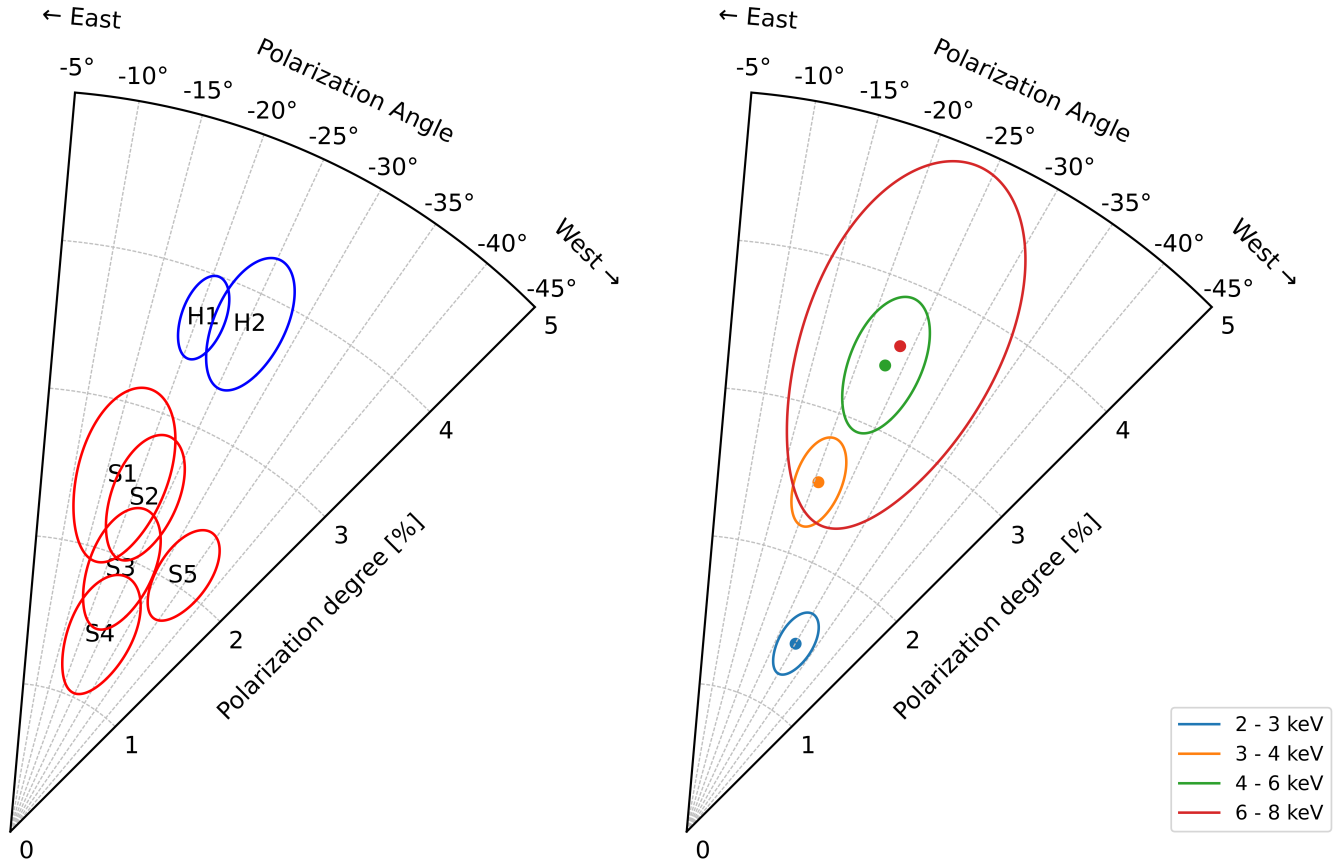 ← East
Polarization Angle
-5°
-10°
-15°
-20°
-25°
-30°
-35°
-40°
-45°
West →
H1
H2
S1
S2
S3
S5
S4
5
4
3
2
1
0
Polarization degree [%]
← East
Polarization Angle
-5°
-10°
-15°
-20°
-25°
-30°
-35°
-40°
-45°
West →
5
4
3
2
1
0
Polarization degree [%]
2 - 3 keV
3 - 4 keV
4 - 6 keV
6 - 8 keV